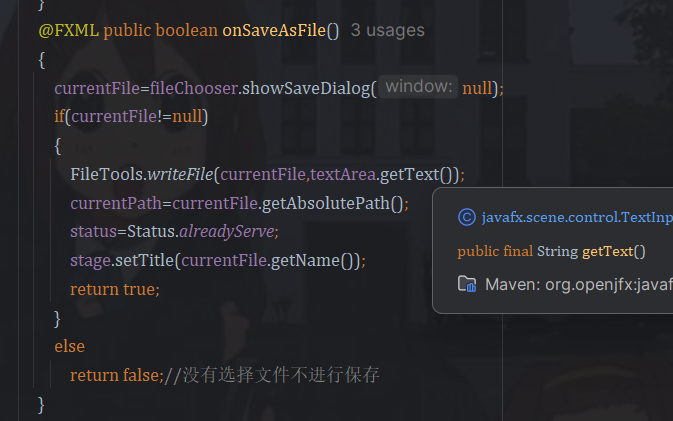 }
@FXML public boolean onSaveAsFile() 3 usages
{
currentFile=fileChooser.showSaveDialog( window: null);
if(currentFile!=null)
{
FileTools.writeFile(currentFile,textArea.getText());
currentPath=currentFile.getAbsolutePath();
status=Status.alreadyServe;
stage.setTitle(currentFile.getName());
return true;
}
else
return false;//没有选择文件不进行保存
}
javafx.scene.control.TextInp
public final String getText()
Maven: org.openjfx:javaf